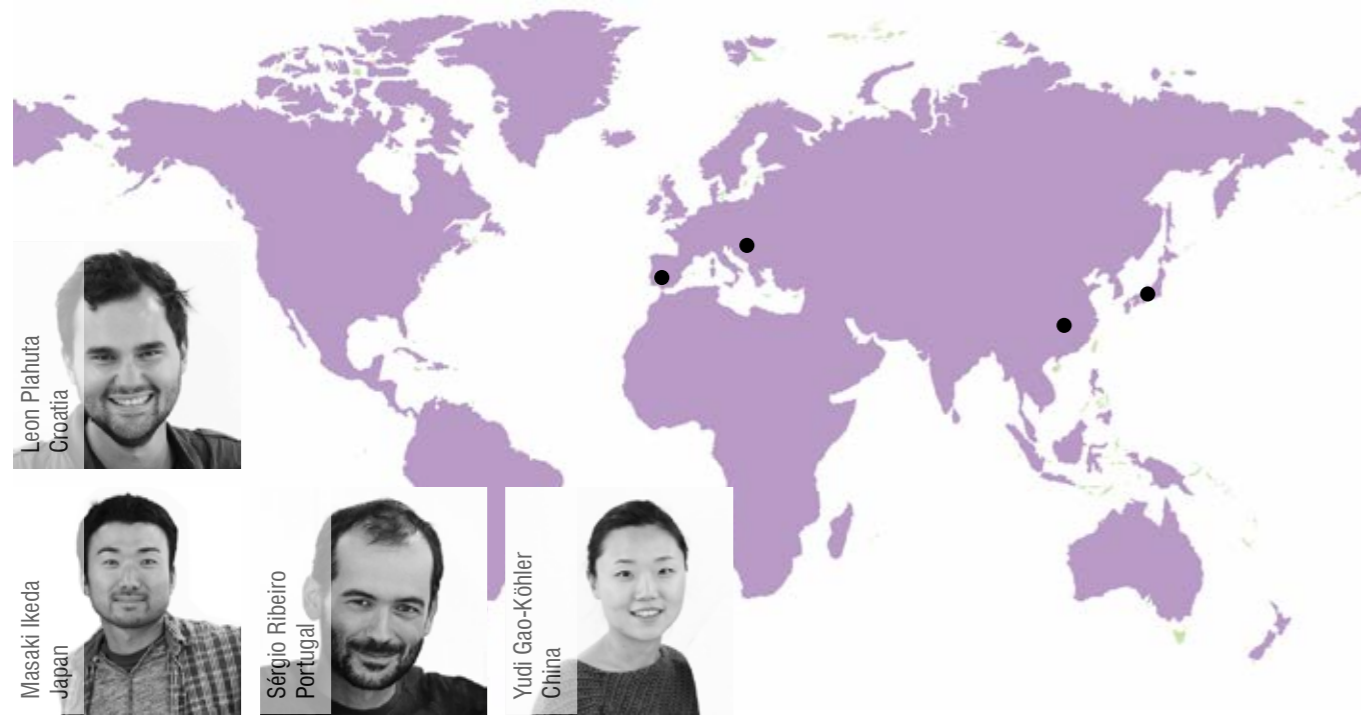 Leon Plahuta
Croatia
Masaki Ikeda
Japan
Sérgio Ribeiro
Portugal
Yudi Gao-Köhler
China